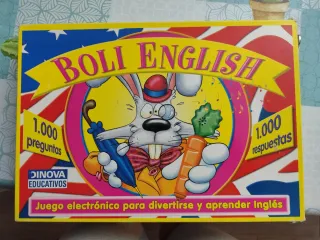 BOLI ENGLISH
1.000
preguntas
1.000
respuestas
DINOVA
EDUCATIVOS
Juego electrónico para divertirse y aprender Inglés